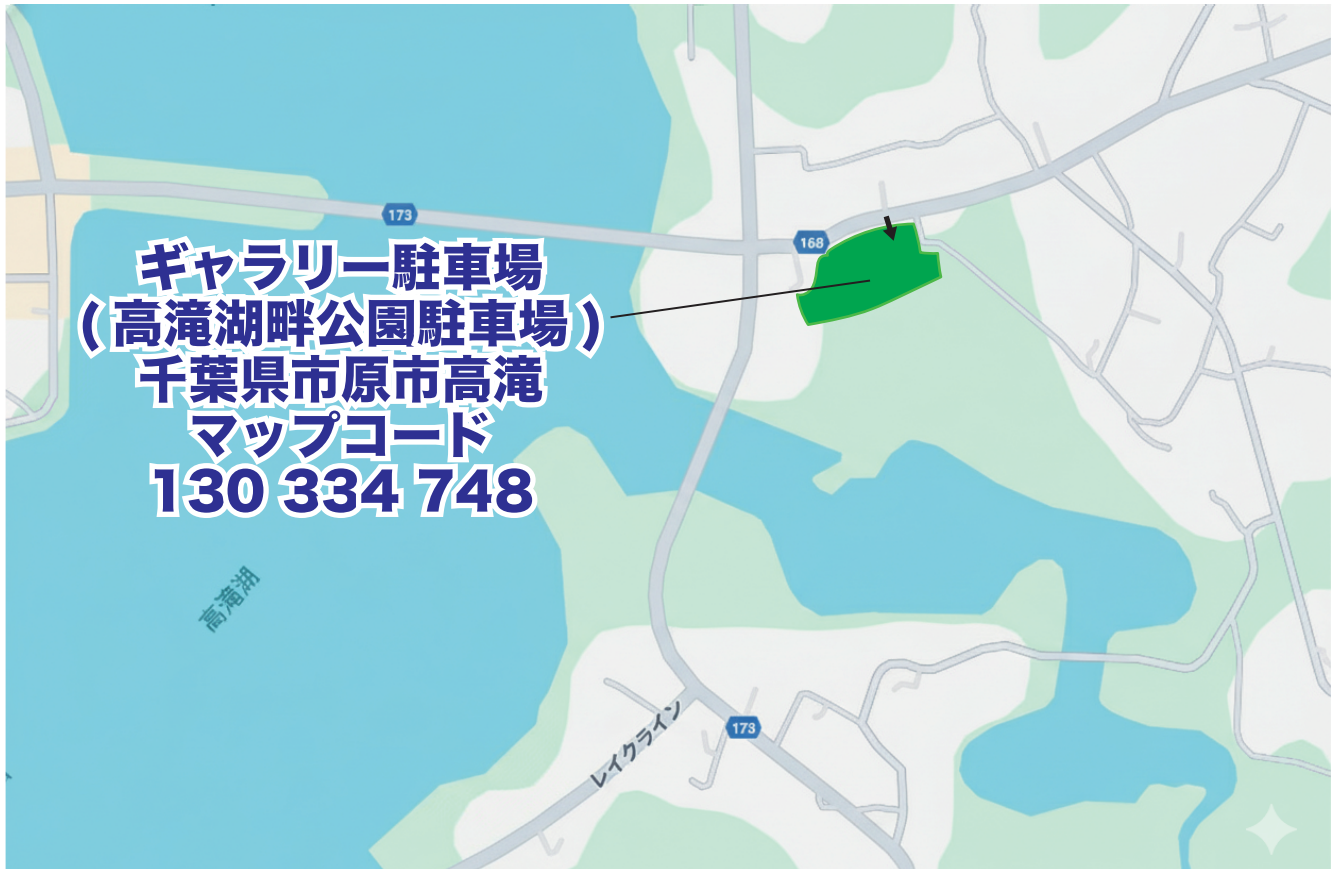 173
168
ギャラリー駐車場
(高滝湖畔公園駐車場)
千葉県市原市高滝
マップコード
130 334 748
高滝湖
レイクライン
173